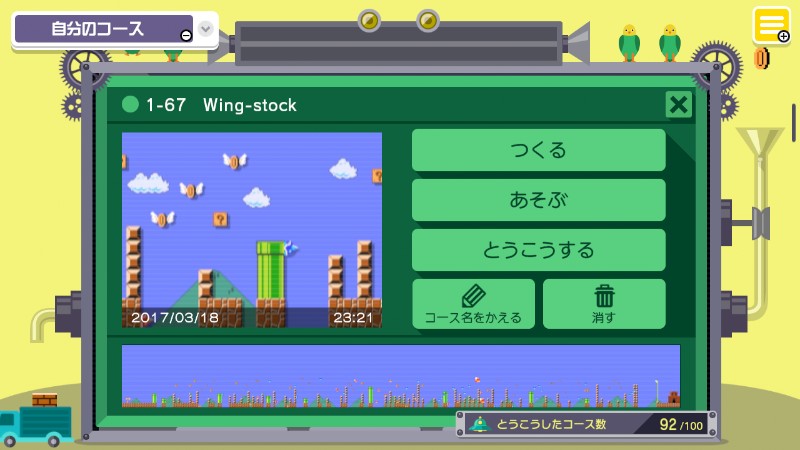 自分のコース
1-67 Wing-stock
つくる
あそぶ
とうこうする
コース名をかえる
消す
2017/03/18 23:21
とうこうしたコース数 92/100